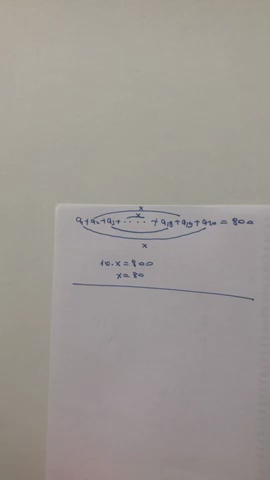 x
x
a₁+a₂+a₃+ ..... +a₁₈+a₁₉+a₂₀ = 800
x
10.x = 800
x = 80